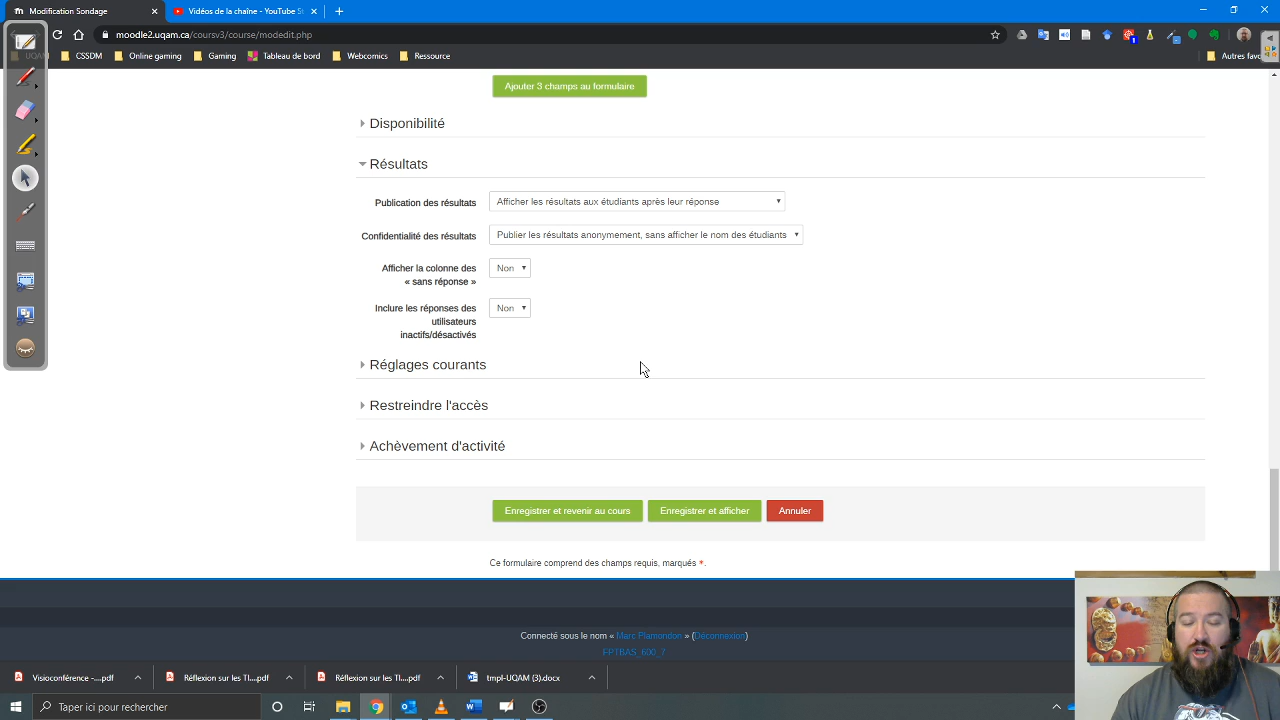 Modification Sondage
Vidéos de la chaîne - YouTube St
moodle2.uqam.ca/coursv3/course/modedit.php
UQAM
CSSDM
Online gaming
Gaming
Tableau de bord
Webcomics
Ressource
Autres favo
Ajouter 3 champs au formulaire
Disponibilité
Résultats
Publication des résultats
Afficher les résultats aux étudiants après leur réponse
Confidentialité des résultats
Publier les résultats anonymement, sans afficher le nom des étudiants
Afficher la colonne des
« sans réponse »
Non
Inclure les réponses des
utilisateurs
inactifs/désactivés
Non
Réglages courants
Restreindre l'accès
Achèvement d'activité
Enregistrer et revenir au cours
Enregistrer et afficher
Annuler
Ce formulaire comprend des champs requis, marqués *.
Connecté sous le nom « Marc Plamondon » (Déconnexion)
FPTBAS_600_7
Visioconférence -....pdf
Réflexion sur les TI....pdf
Réflexion sur les TI....pdf
tmpl-UQAM (3).docx
Taper ici pour rechercher